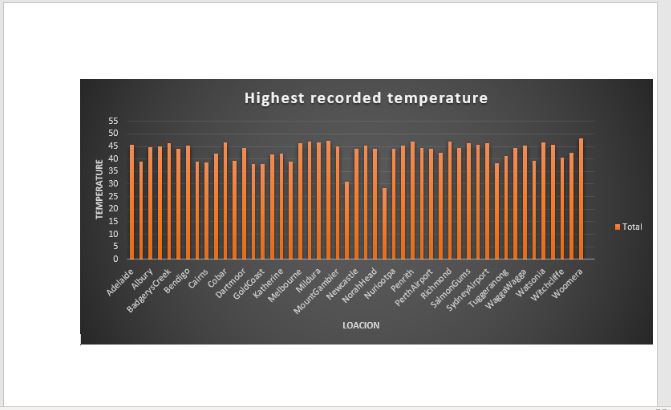 Highest recorded temperature
55
50
45
40
35
30
25
20
15
10
5
0
TEMPERATURE
Adelaide
Albury
BadgerysCreek
Bendigo
Cairns
Cobar
Dartmoor
GoldCoast
Katherine
Melbourne
Mildura
MountGambier
Newcastle
NorahHead
Nuriootpa
Penrith
PerthAirport
Richmond
SalmonGums
SydneyAirport
Tuggeranong
WaggaWagga
Watsonia
Witchcliffe
Woomera
LOACION
Total